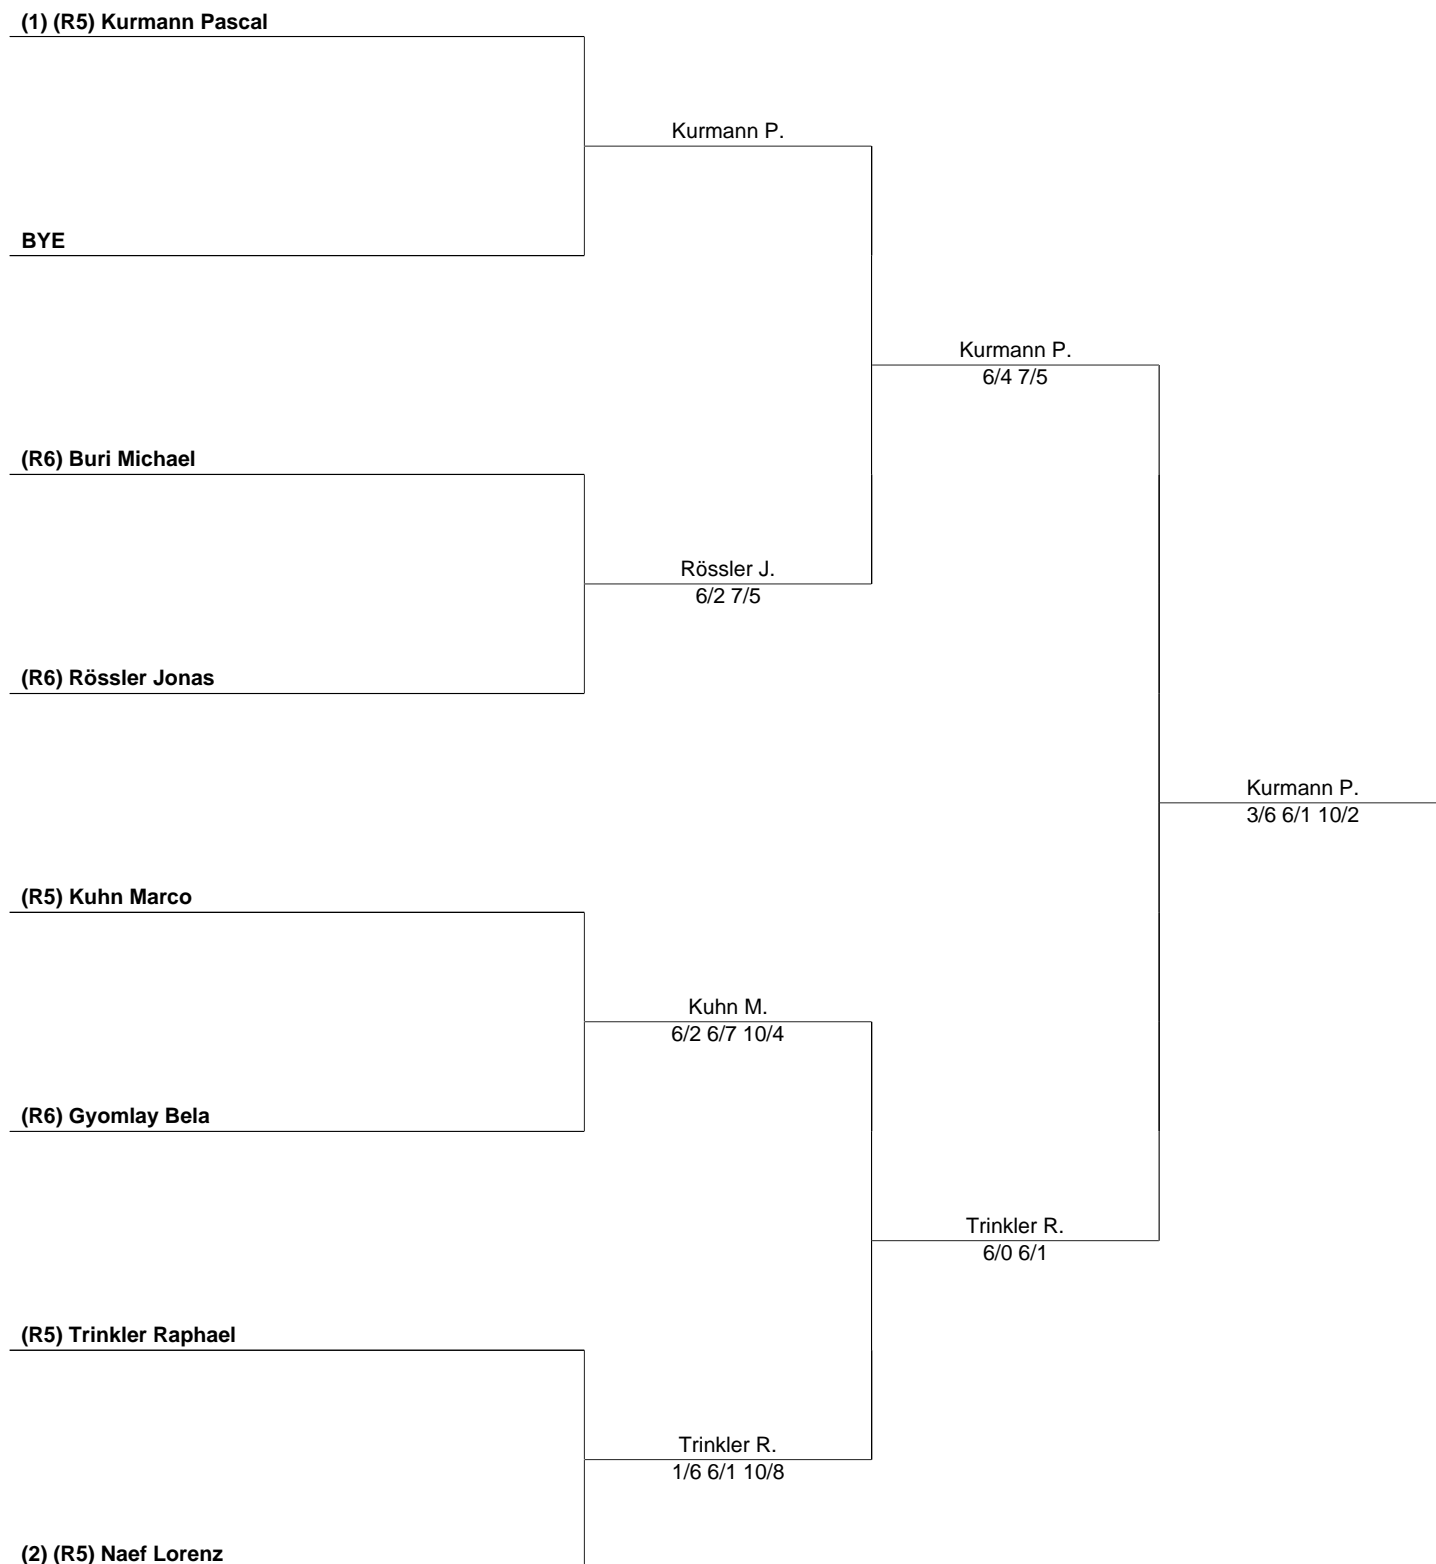 (1) (R5) Kurmann Pascal
Kurmann P.
BYE
Kurmann P.
6/4 7/5
(R6) Buri Michael
Rössler J.
6/2 7/5
(R6) Rössler Jonas
Kurmann P.
3/6 6/1 10/2
(R5) Kuhn Marco
Kuhn M.
6/2 6/7 10/4
(R6) Gyomlay Bela
Trinkler R.
6/0 6/1
(R5) Trinkler Raphael
Trinkler R.
1/6 6/1 10/8
(2) (R5) Naef Lorenz